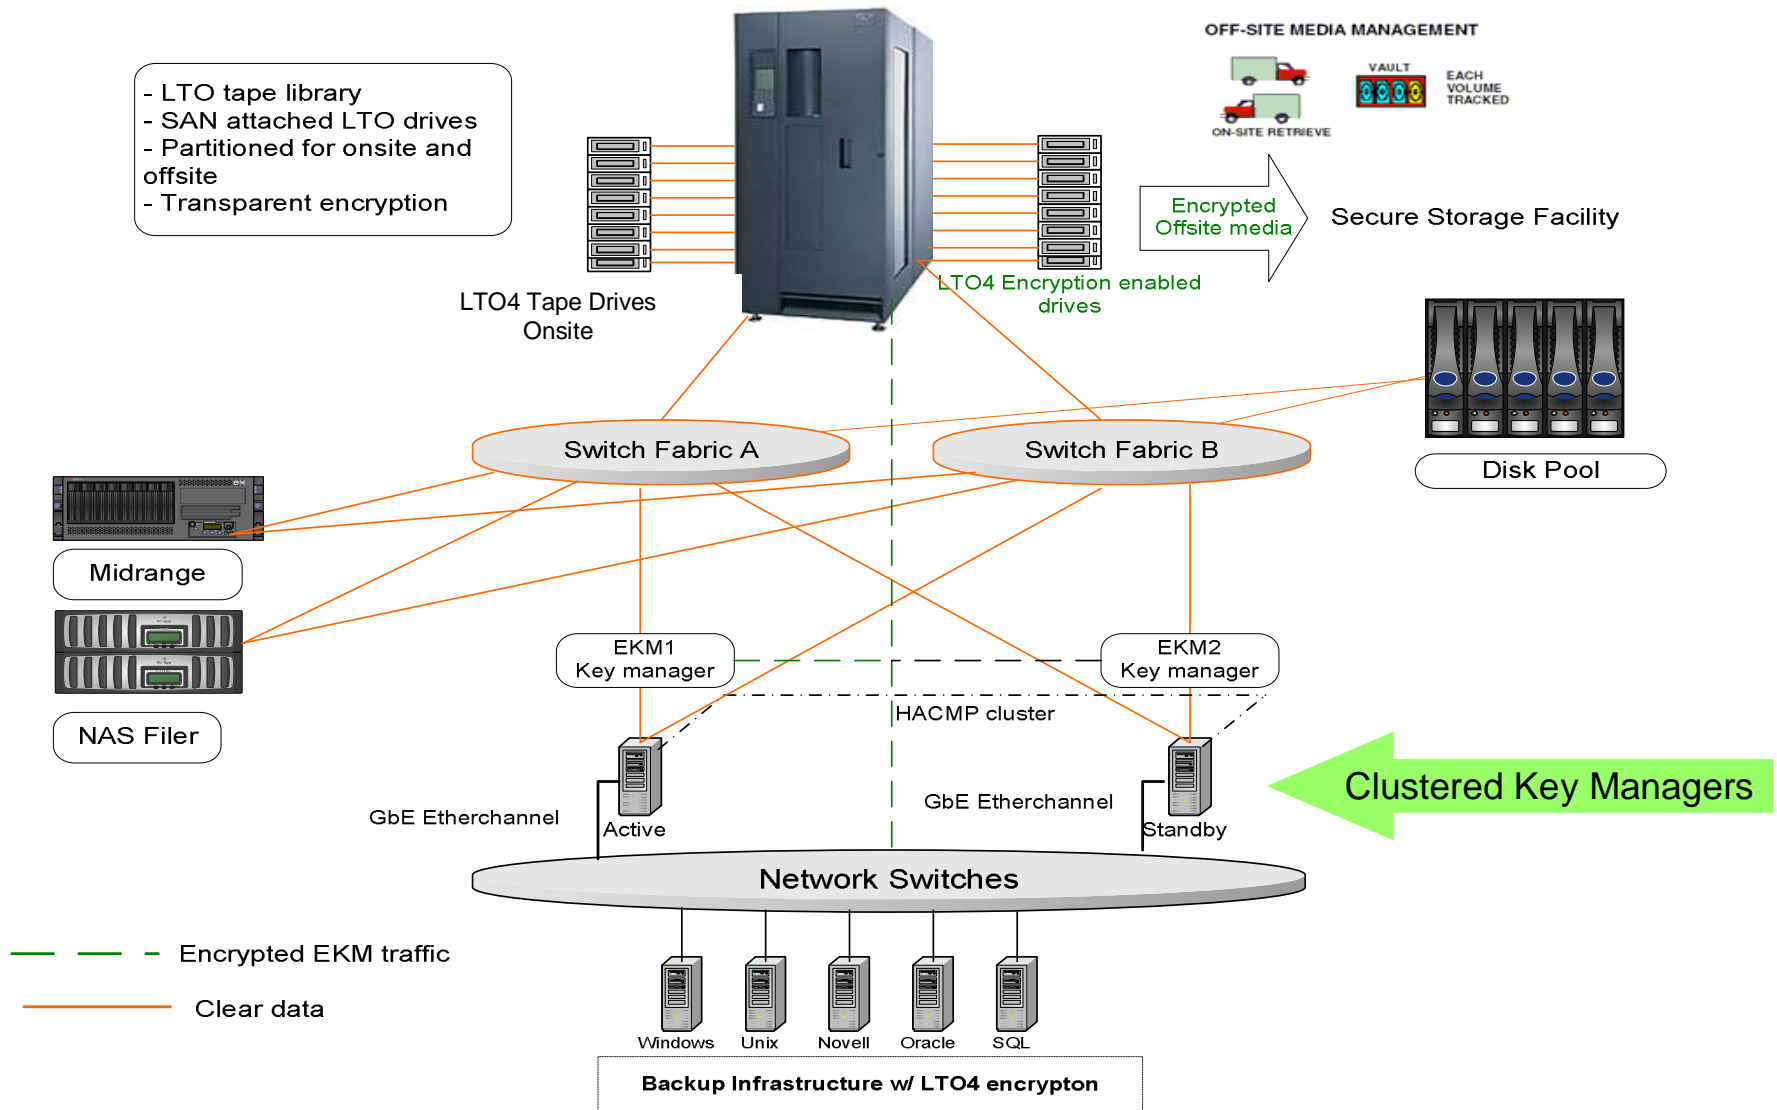 OFF-SITE MEDIA MANAGEMENT
VAULT
EACH
VOLUME
TRACKED
ON-SITE RETRIEVE
- LTO tape library
- SAN attached LTO drives
- Partitioned for onsite and
offsite
- Transparent encryption
Encrypted
Offsite media
Secure Storage Facility
LTO4 Tape Drives
Onsite
LTO4 Encryption enabled
drives
Switch Fabric A
Switch Fabric B
Disk Pool
Midrange
NAS Filer
EKM1
Key manager
EKM2
Key manager
HACMP cluster
GbE Etherchannel
Active
GbE Etherchannel
Standby
Clustered Key Managers
Network Switches
Encrypted EKM traffic
Clear data
Windows
Unix
Novell
Oracle
SQL
Backup Infrastructure w/ LTO4 encrypton